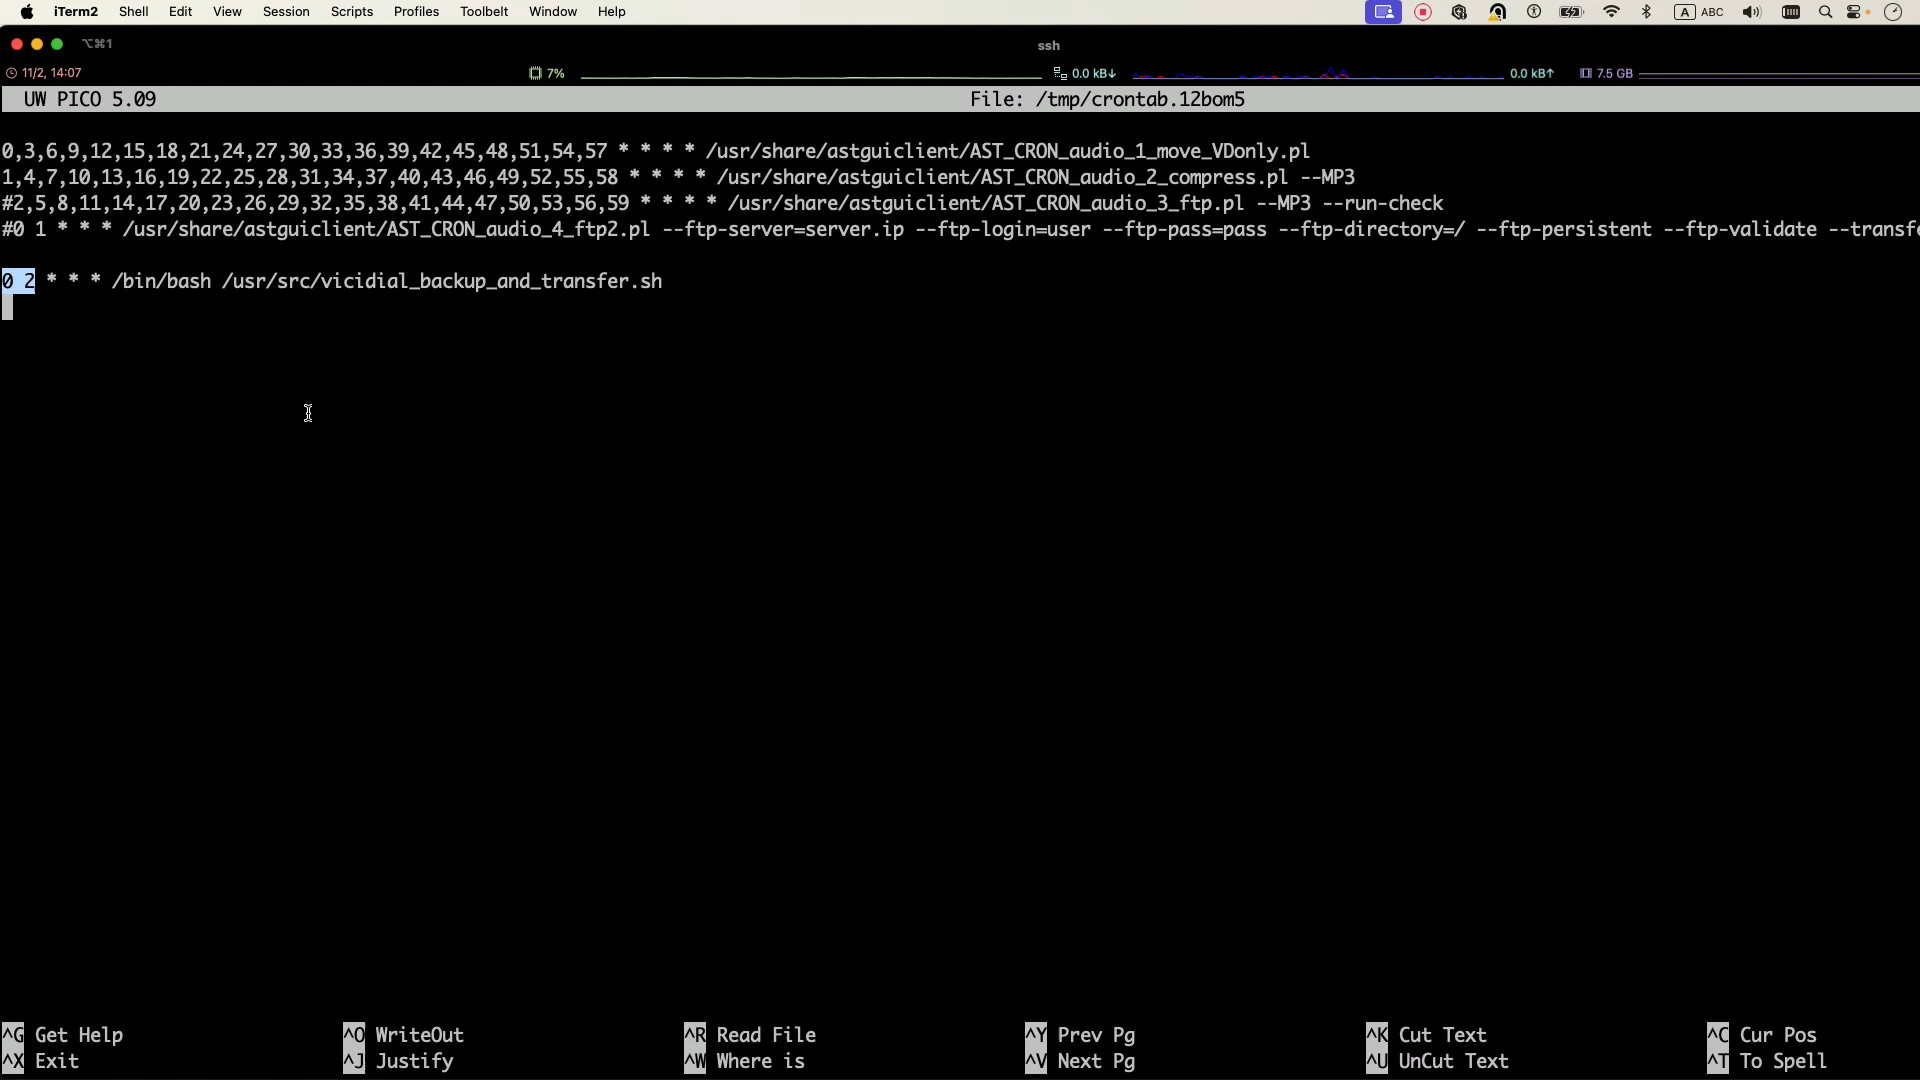 iTerm2 Shell Edit View Session Scripts Profiles Toolbelt Window Help A ABC
⌥⌘1 ssh
11/2, 14:07 7% 0.0 kB↓ 0.0 kB↑ 7.5 GB
UW PICO 5.09 File: /tmp/crontab.12bom5
0,3,6,9,12,15,18,21,24,27,30,33,36,39,42,45,48,51,54,57 * * * * /usr/share/astguiclient/AST_CRON_audio_1_move_VDonly.pl
1,4,7,10,13,16,19,22,25,28,31,34,37,40,43,46,49,52,55,58 * * * * /usr/share/astguiclient/AST_CRON_audio_2_compress.pl --MP3
#2,5,8,11,14,17,20,23,26,29,32,35,38,41,44,47,50,53,56,59 * * * * /usr/share/astguiclient/AST_CRON_audio_3_ftp.pl --MP3 --run-check
#0 1 * * * /usr/share/astguiclient/AST_CRON_audio_4_ftp2.pl --ftp-server=server.ip --ftp-login=user --ftp-pass=pass --ftp-directory=/ --ftp-persistent --ftp-validate --transfe
0 2 * * * /bin/bash /usr/src/vicidial_backup_and_transfer.sh
^G Get Help ^O WriteOut ^R Read File ^Y Prev Pg ^K Cut Text ^C Cur Pos
^X Exit ^J Justify ^W Where is ^V Next Pg ^U UnCut Text ^T To Spell